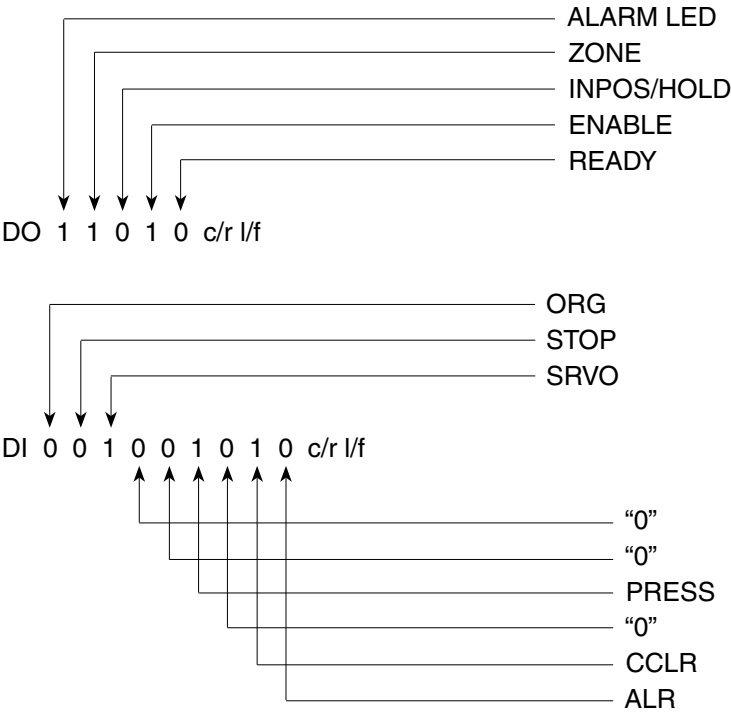 ALARM LED
ZONE
INPOS/HOLD
ENABLE
READY
DO 1 1 0 1 0 c/r l/f
ORG
STOP
SRVO
DI 0 0 1 0 0 1 0 1 0 c/r l/f
“0”
“0”
PRESS
“0”
CCLR
ALR